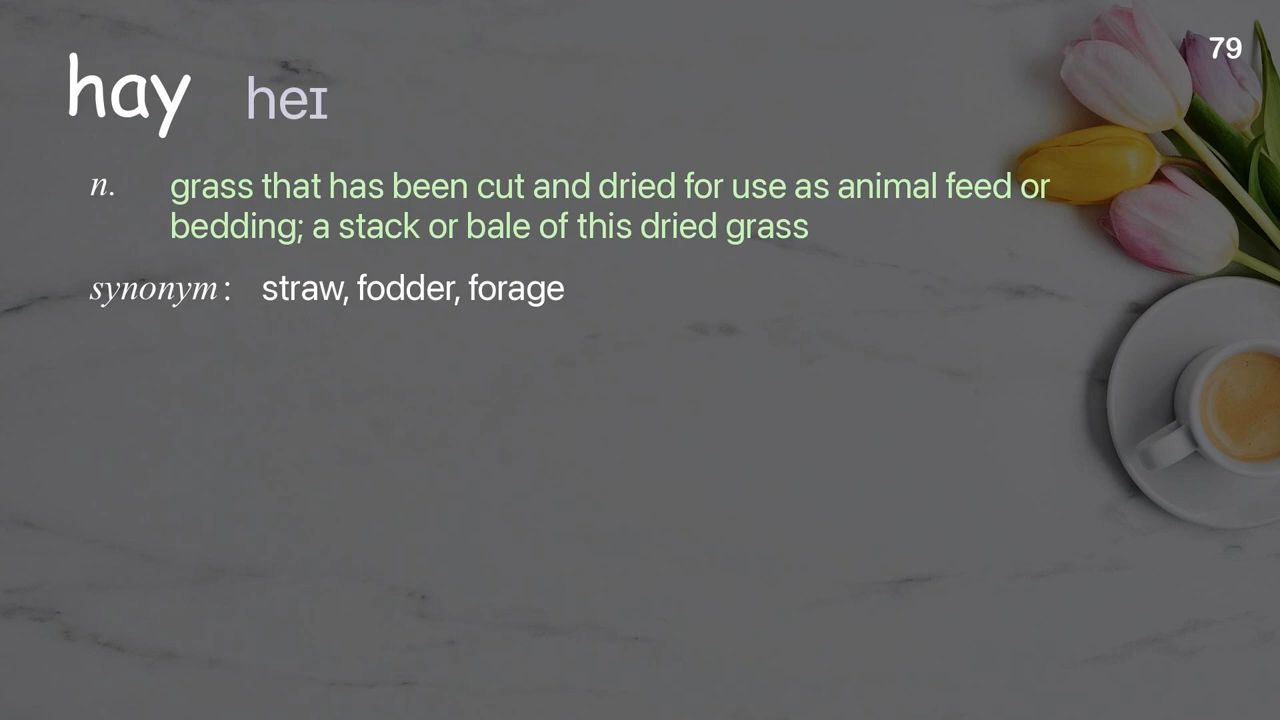 79
hay heɪ
n. grass that has been cut and dried for use as animal feed or
bedding; a stack or bale of this dried grass
synonym: straw, fodder, forage